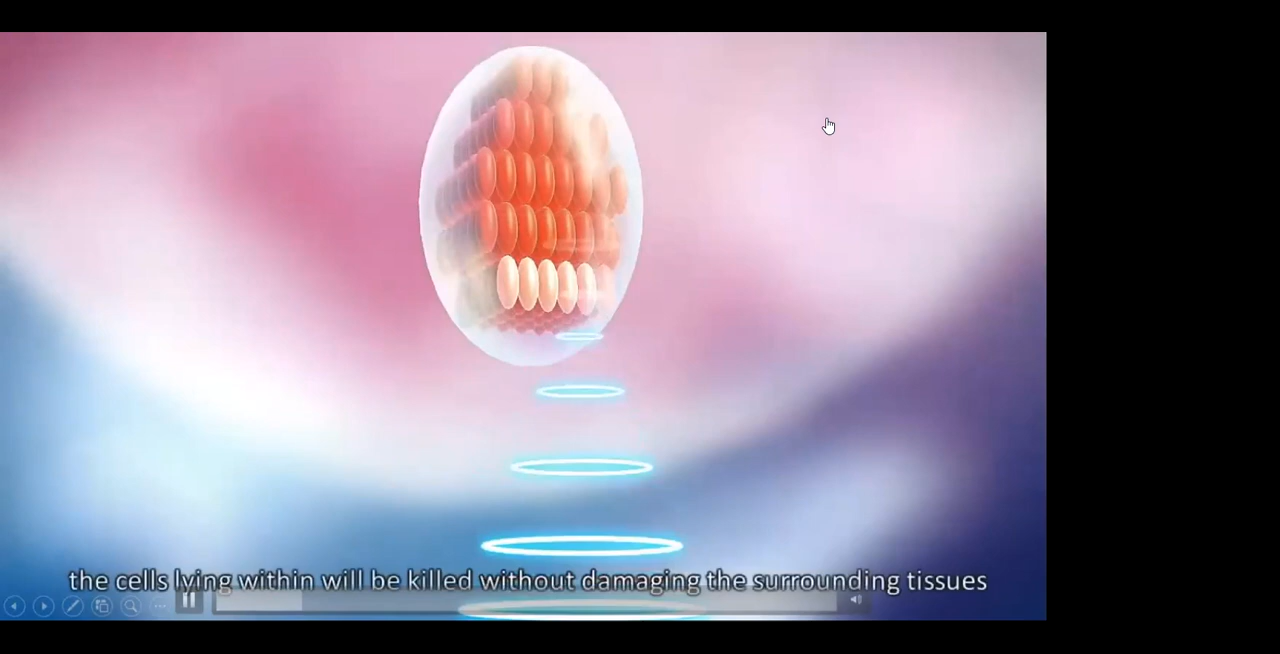 the cells lying within will be killed without damaging the surrounding tissues